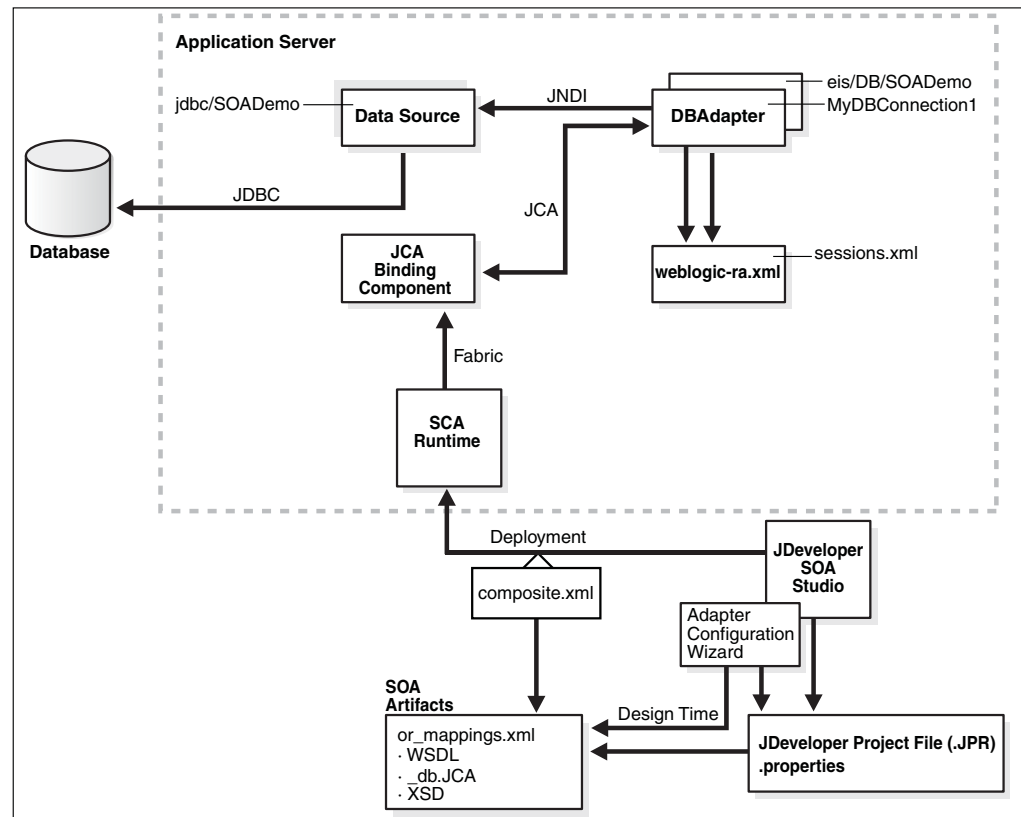 Application Server
jdbc/SOADemo
Data Source
JNDI
DBAdapter
eis/DB/SOADemo
MyDBConnection1
JDBC
Database
JCA
JCA
Binding
Component
weblogic-ra.xml
sessions.xml
Fabric
SCA
Runtime
Deployment
JDeveloper
SOA
Studio
composite.xml
Adapter
Configuration
Wizard
SOA
Artifacts
Design Time
or_mappings.xml
· WSDL
· _db.JCA
· XSD
JDeveloper Project File (.JPR)
.properties